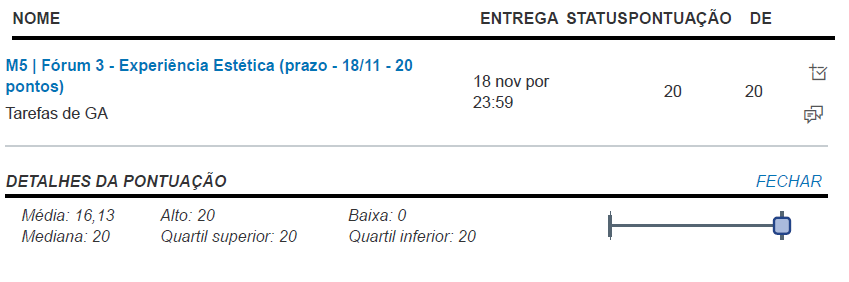 NOME ENTREGA STATUS PONTUAÇÃO DE
M5 | Fórum 3 - Experiência Estética (prazo - 18/11 - 20
pontos)
Tarefas de GA
18 nov por
23:59
20 20
DETALHES DA PONTUAÇÃO FECHAR
Média: 16,13 Alto: 20 Baixa: 0
Mediana: 20 Quartil superior: 20 Quartil inferior: 20